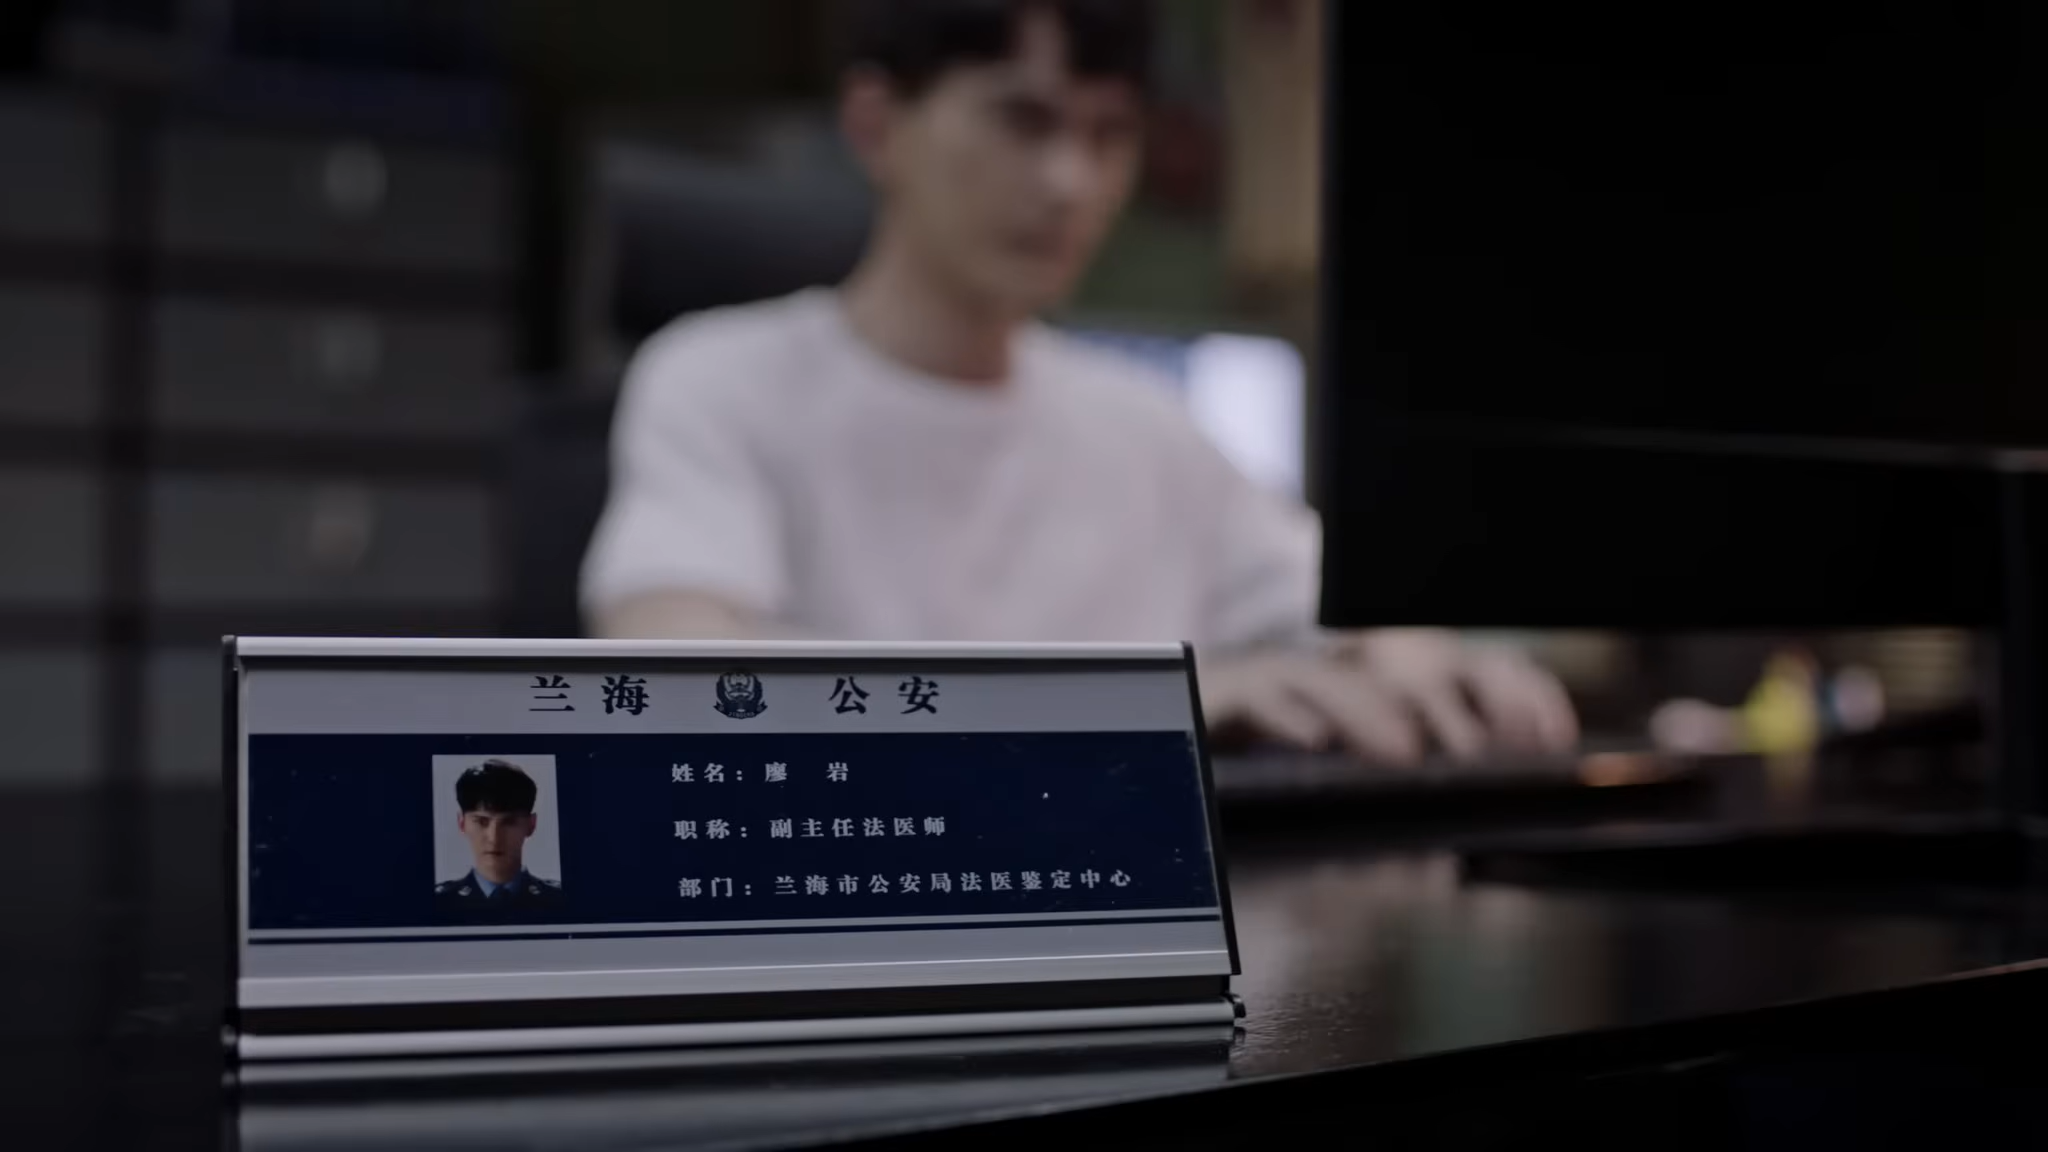 兰海 公安
姓名：廖 岩
职称：副主任法医师
部门：兰海市公安局法医鉴定中心